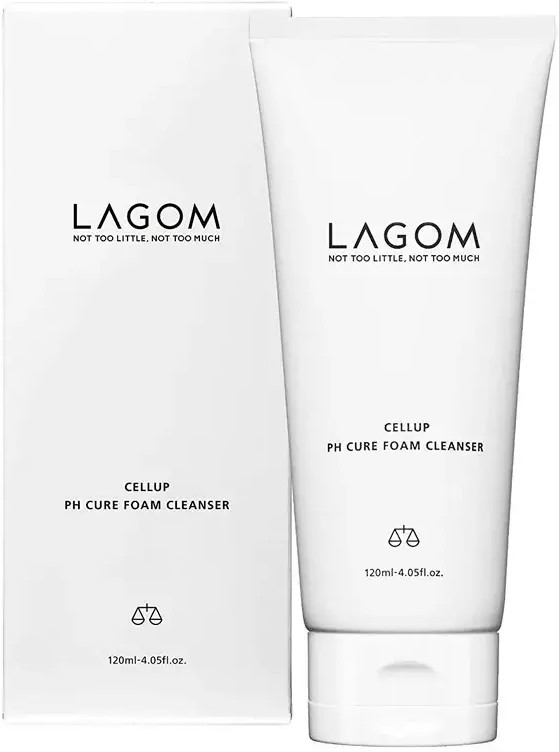 LAGOM
NOT TOO LITTLE, NOT TOO MUCH
CELLUP
PH CURE FOAM CLEANSER
120ml-4.05fl.oz.
LAGOM
NOT TOO LITTLE, NOT TOO MUCH
CELLUP
PH CURE FOAM CLEANSER
120ml-4.05fl.oz.